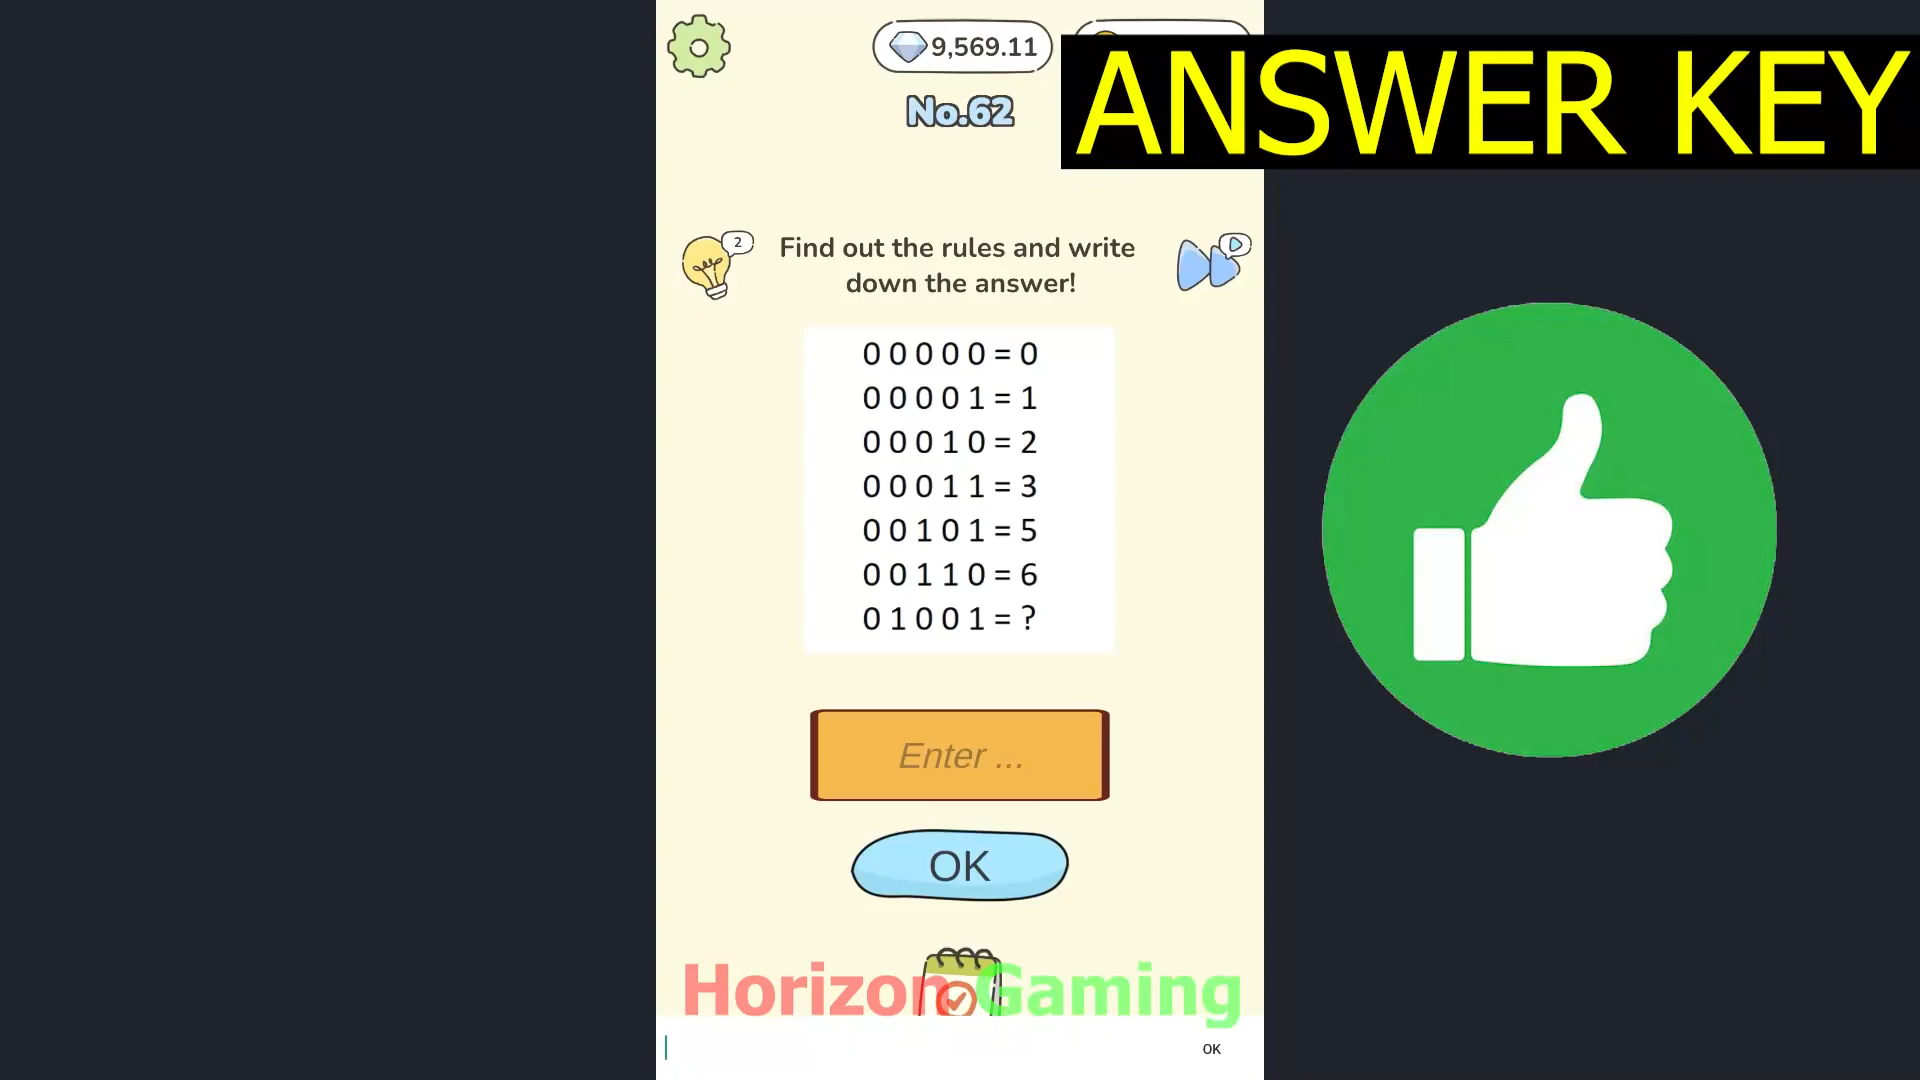 9,569.11
ANSWER KEY
No.62
2
Find out the rules and write
down the answer!
0 0 0 0 0 = 0
0 0 0 0 1 = 1
0 0 0 1 0 = 2
0 0 0 1 1 = 3
0 0 1 0 1 = 5
0 0 1 1 0 = 6
0 1 0 0 1 = ?
Enter ...
OK
Horizon Gaming
OK